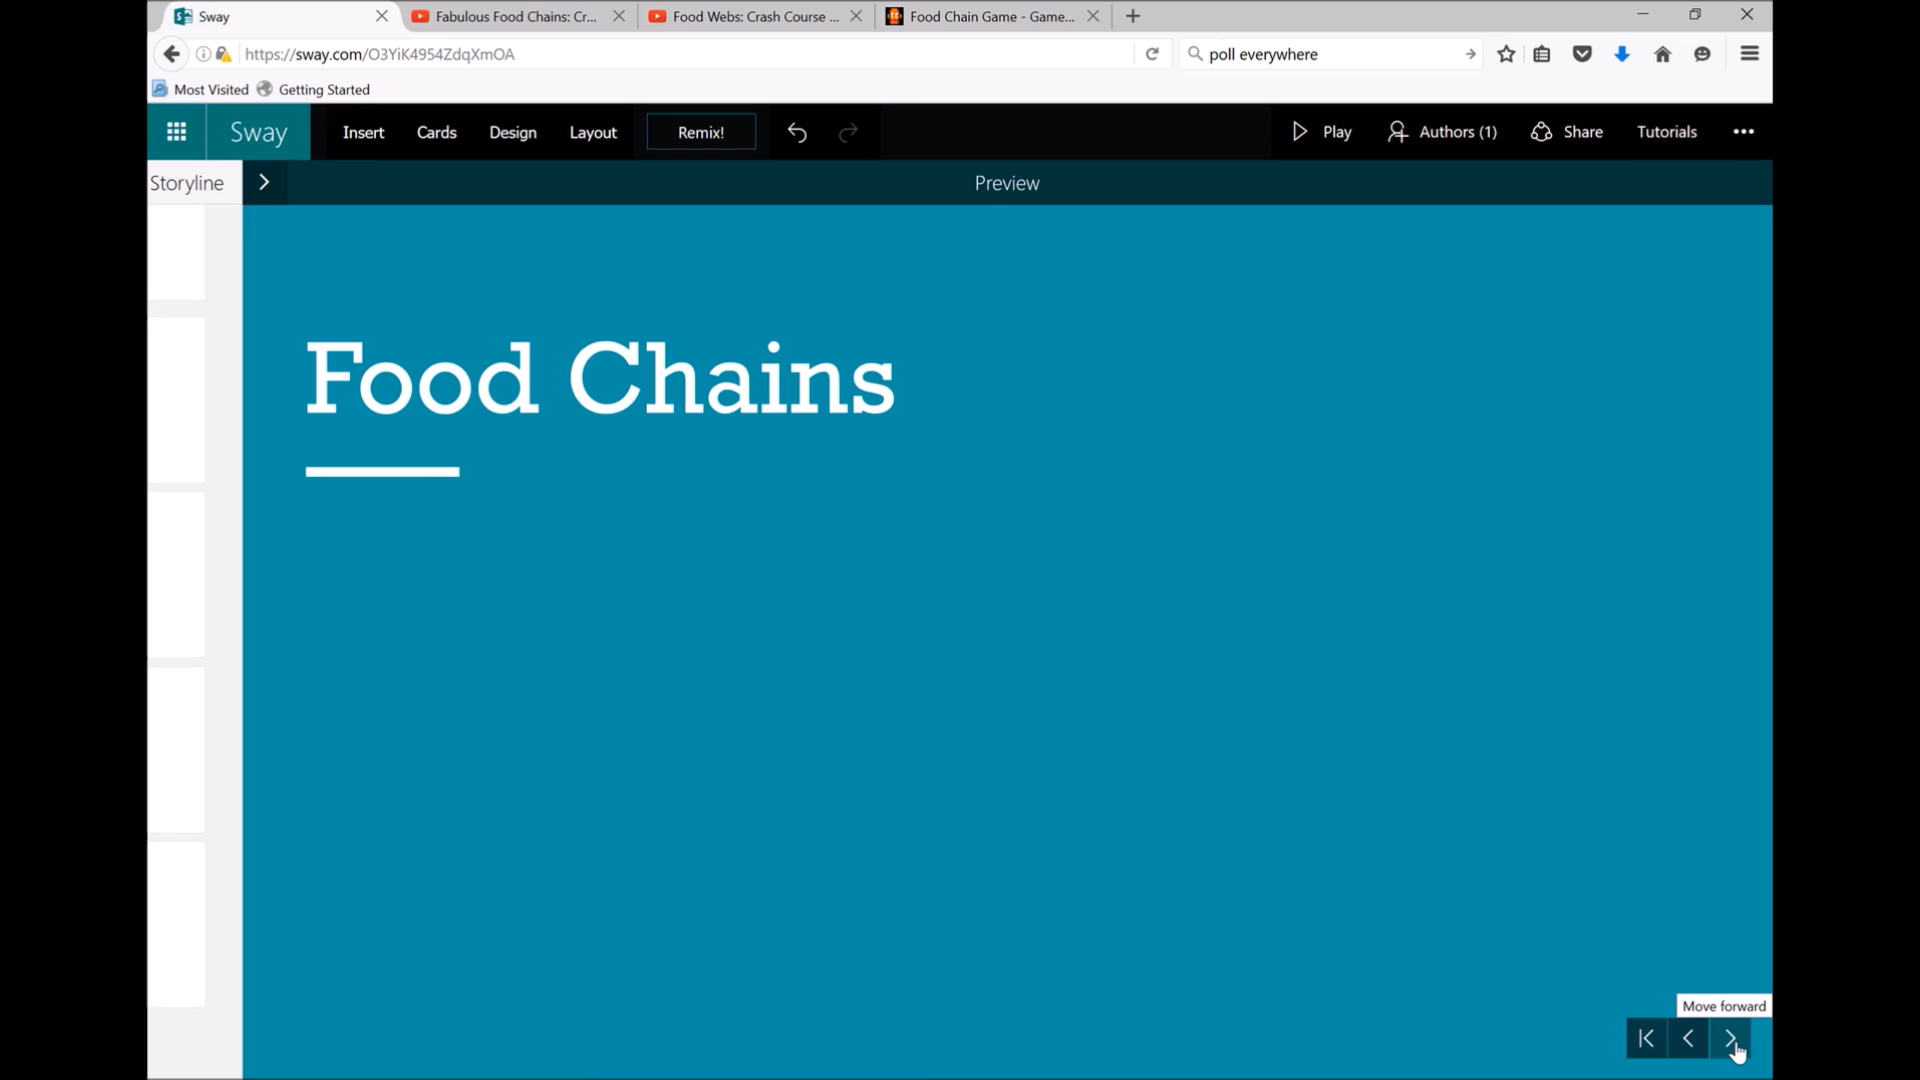 Sway
Fabulous Food Chains: Cr...
Food Webs: Crash Course ...
Food Chain Game - Game...
https://sway.com/O3YiK4954ZdqXmOA
poll everywhere
Most Visited
Getting Started
Sway
Insert
Cards
Design
Layout
Remix!
Play
Authors (1)
Share
Tutorials
Storyline
Preview
Food Chains
Move forward